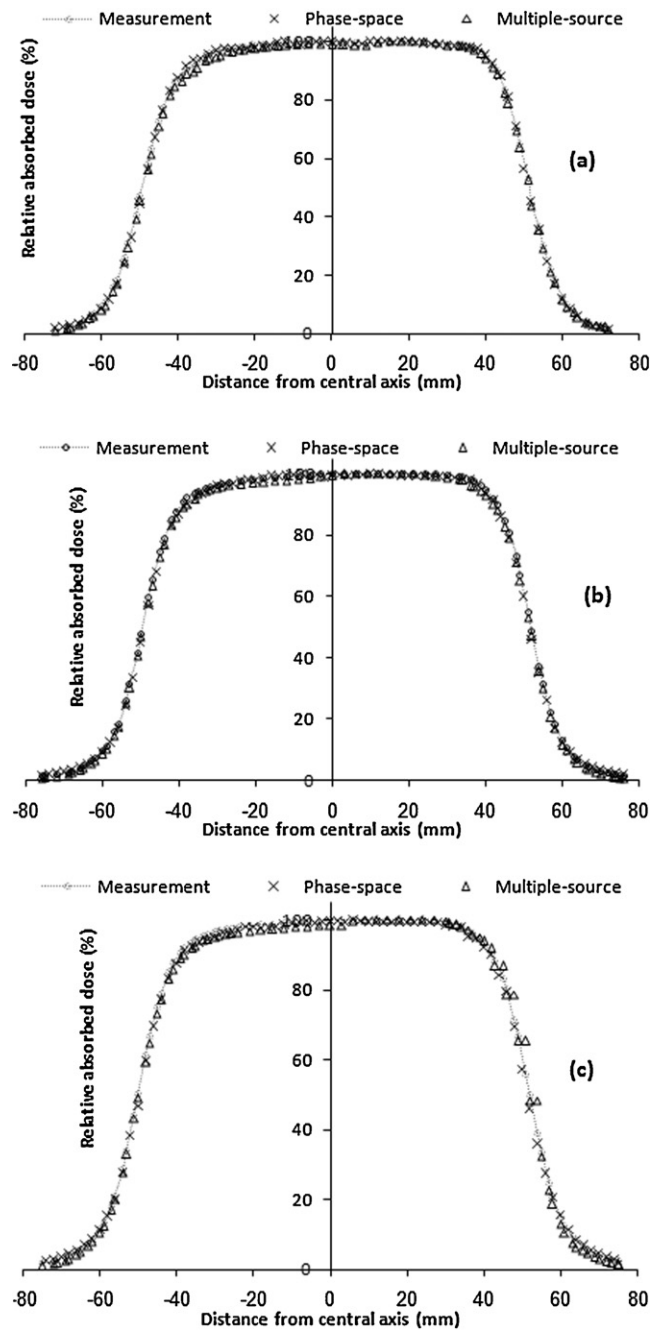 Measurement Phase-space Multiple-source
100
80
60
40
20
0
-80 -60 -40 -20 0 20 40 60 80
Relative absorbed dose (%)
Distance from central axis (mm)
(a)
Measurement Phase-space Multiple-source
100
80
60
40
20
0
-80 -60 -40 -20 0 20 40 60 80
Relative absorbed dose (%)
Distance from central axis (mm)
(b)
Measurement Phase-space Multiple-source
100
80
60
40
20
0
-80 -60 -40 -20 0 20 40 60 80
Relative absorbed dose (%)
Distance from central axis (mm)
(c)